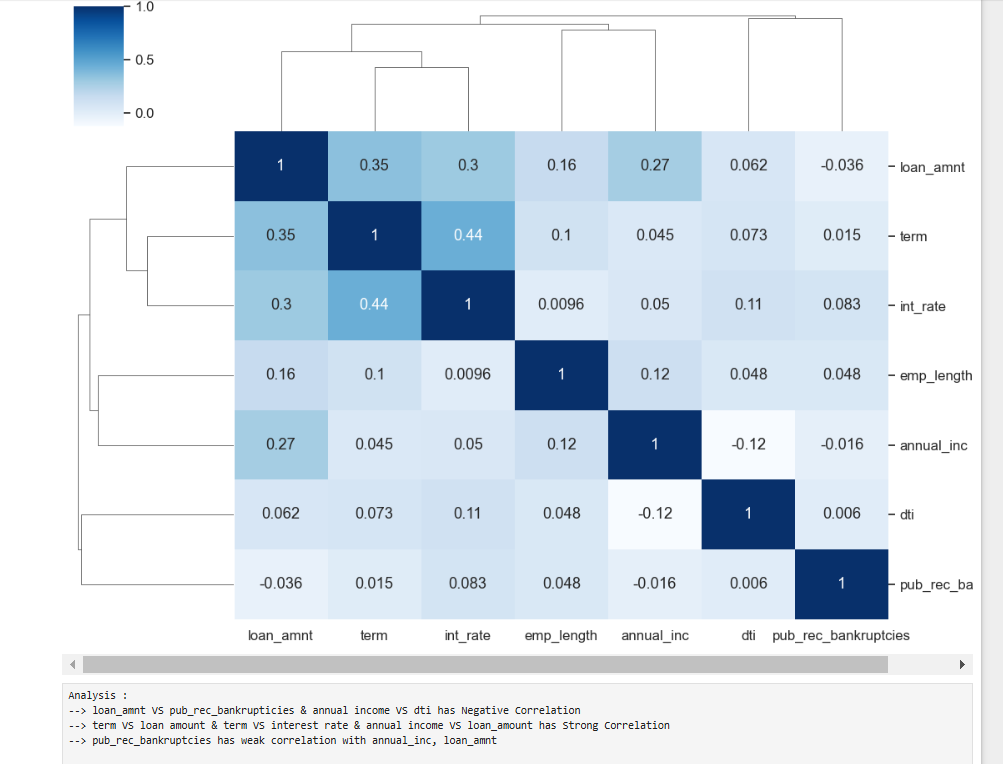 1.0
0.5
0.0
1 0.35 0.3 0.16 0.27 0.062 -0.036 loan_amnt
0.35 1 0.44 0.1 0.045 0.073 0.015 term
0.3 0.44 1 0.0096 0.05 0.11 0.083 int_rate
0.16 0.1 0.0096 1 0.12 0.048 0.048 emp_length
0.27 0.045 0.05 0.12 1 -0.12 -0.016 annual_inc
0.062 0.073 0.11 0.048 -0.12 1 0.006 dti
-0.036 0.015 0.083 0.048 -0.016 0.006 1 pub_rec_ba
loan_amnt term int_rate emp_length annual_inc dti pub_rec_bankruptcies
Analysis :
--> loan_amnt VS pub_rec_bankrupticies & annual income VS dti has Negative Correlation
--> term VS loan amount & term VS interest rate & annual income VS loan_amount has Strong Correlation
--> pub_rec_bankruptcies has weak correlation with annual_inc, loan_amnt